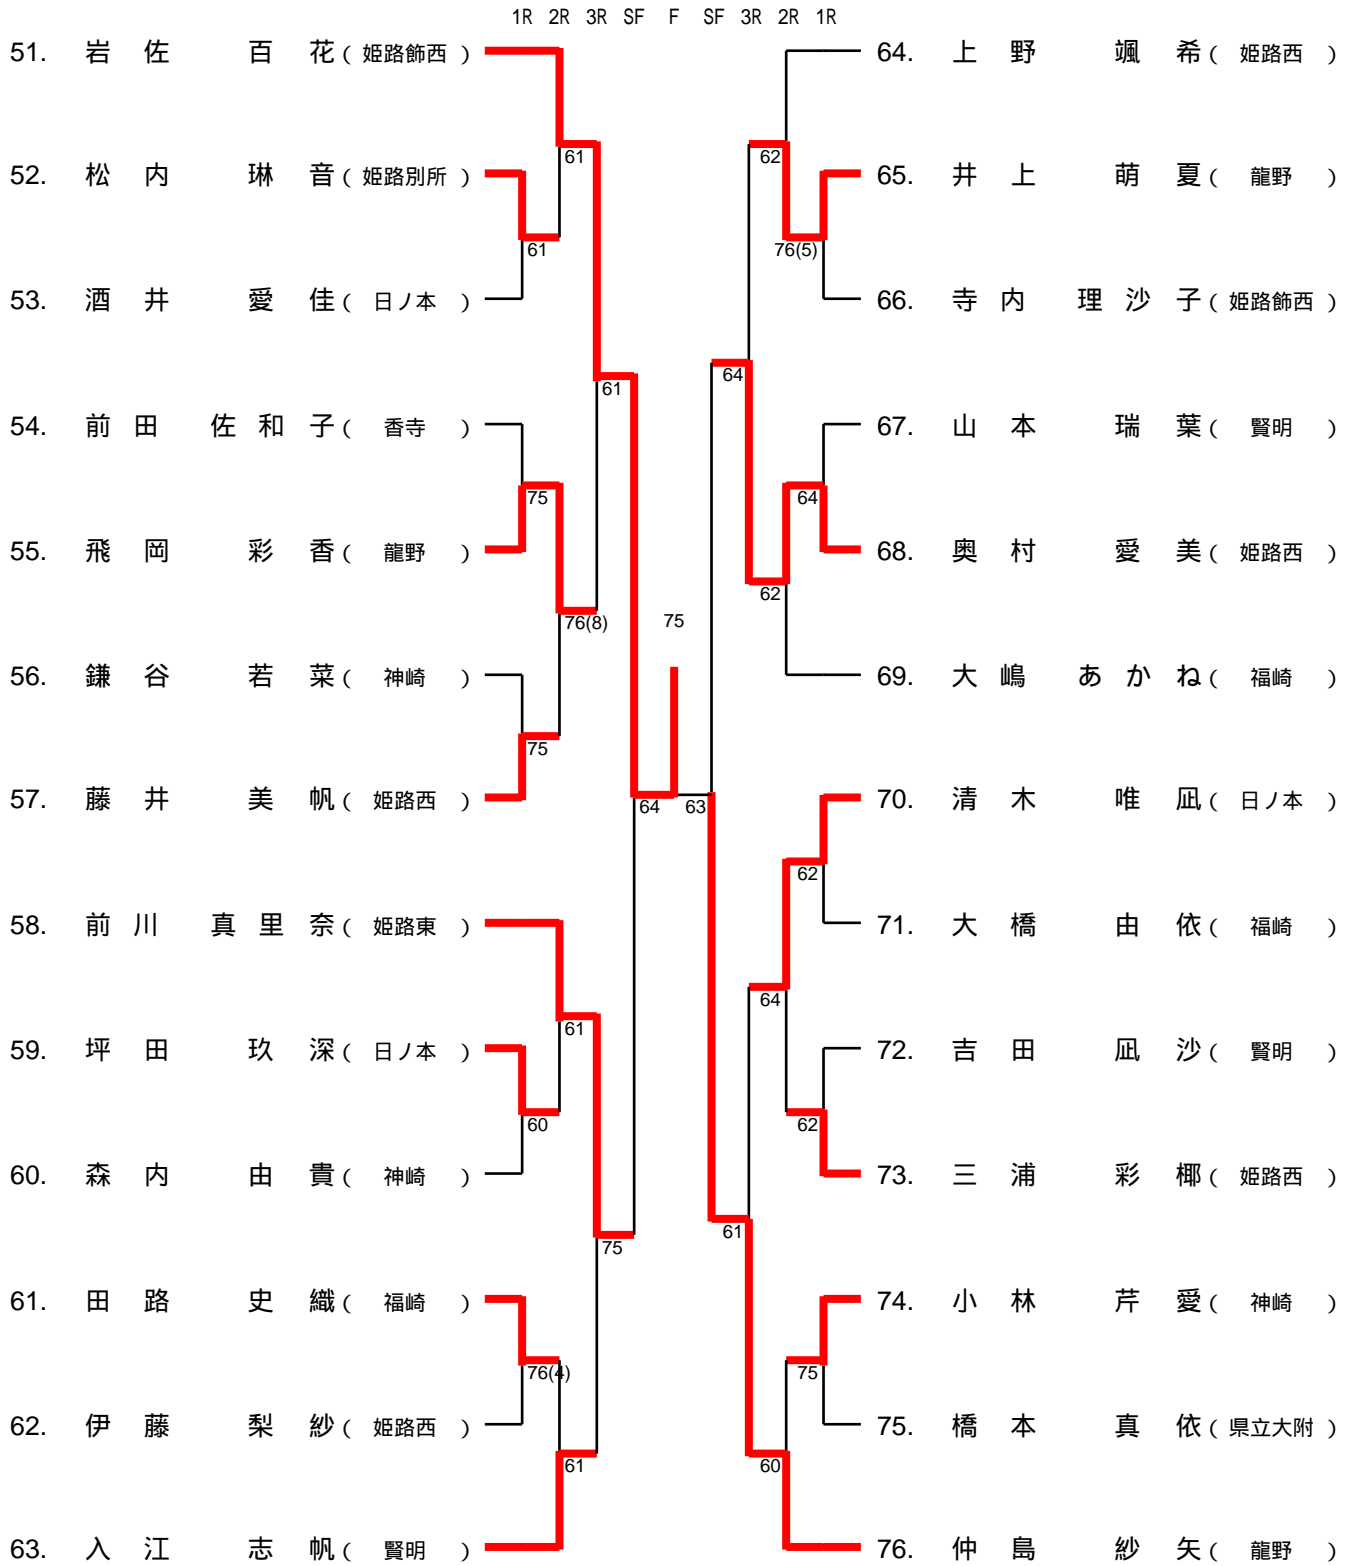 1R 2R 3R SF F SF 3R 2R 1R
51. 岩佐 百花 ( 姫路飾西 )
52. 松内 琳音 ( 姫路別所 )
53. 酒井 愛佳 ( 日ノ本 )
54. 前田 佐和子 ( 香寺 )
55. 飛岡 彩香 ( 龍野 )
56. 鎌谷 若菜 ( 神崎 )
57. 藤井 美帆 ( 姫路西 )
58. 前川 真里奈 ( 姫路東 )
59. 坪田 玖深 ( 日ノ本 )
60. 森内 由貴 ( 神崎 )
61. 田路 史織 ( 福崎 )
62. 伊藤 梨紗 ( 姫路西 )
63. 入江 志帆 ( 賢明 )
61
75
75
60
76(4)
61
76(8)
61
61
61
75
64
75
63
64
61
62
62
64
60
76(5)
64
62
62
75
64. 上野 颯希 ( 姫路西 )
65. 井上 萌夏 ( 龍野 )
66. 寺内 理沙子 ( 姫路飾西 )
67. 山本 瑞葉 ( 賢明 )
68. 奥村 愛美 ( 姫路西 )
69. 大嶋 あかね ( 福崎 )
70. 清木 唯凪 ( 日ノ本 )
71. 大橋 由依 ( 福崎 )
72. 吉田 凪沙 ( 賢明 )
73. 三浦 彩椰 ( 姫路西 )
74. 小林 芹愛 ( 神崎 )
75. 橋本 真依 ( 県立大附 )
76. 仲島 紗矢 ( 龍野 )